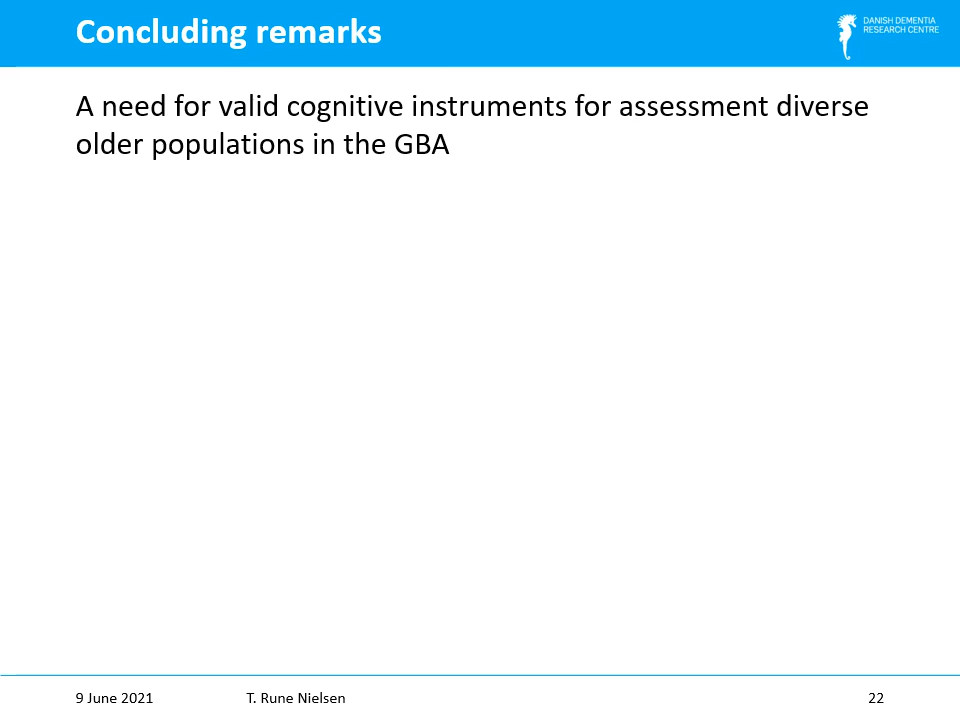 Concluding remarks
DANISH DEMENTIA
RESEARCH CENTRE
A need for valid cognitive instruments for assessment diverse
older populations in the GBA
9 June 2021
T. Rune Nielsen
22